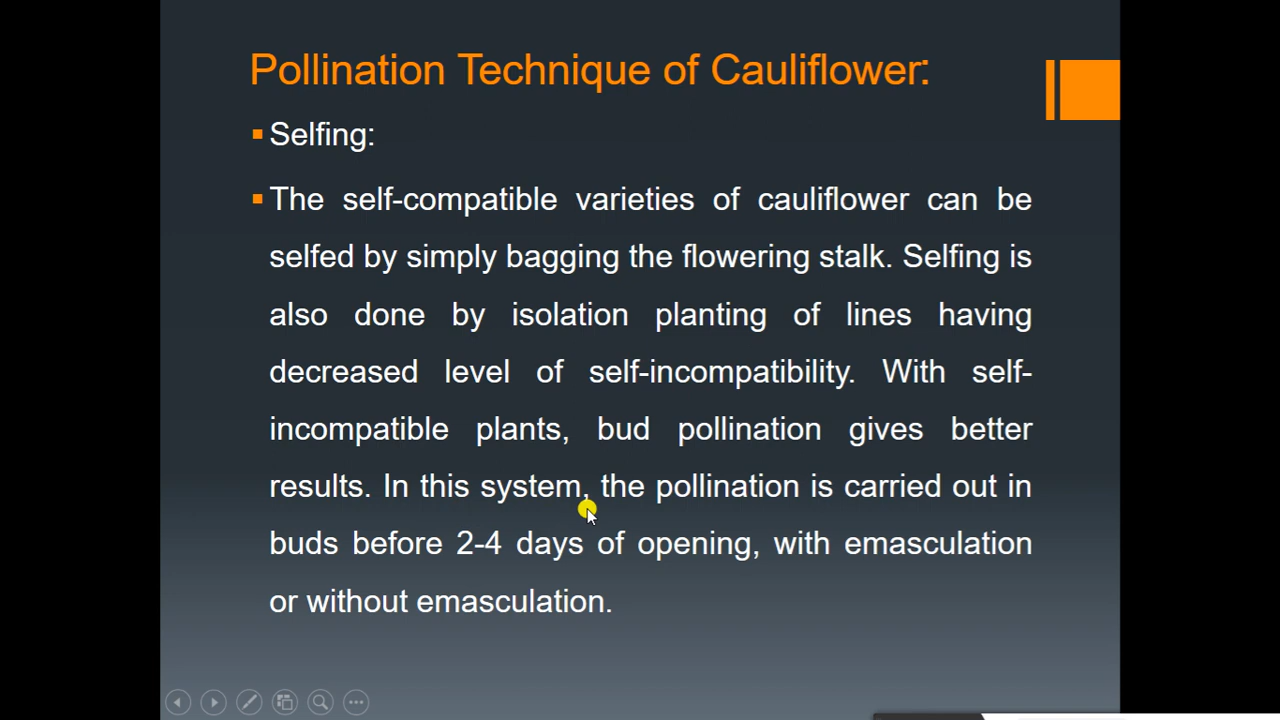 Pollination Technique of Cauliflower:
Selfing:
The self-compatible varieties of cauliflower can be
selfed by simply bagging the flowering stalk. Selfing is
also done by isolation planting of lines having
decreased level of self-incompatibility. With self-
incompatible plants, bud pollination gives better
results. In this system, the pollination is carried out in
buds before 2-4 days of opening, with emasculation
or without emasculation.